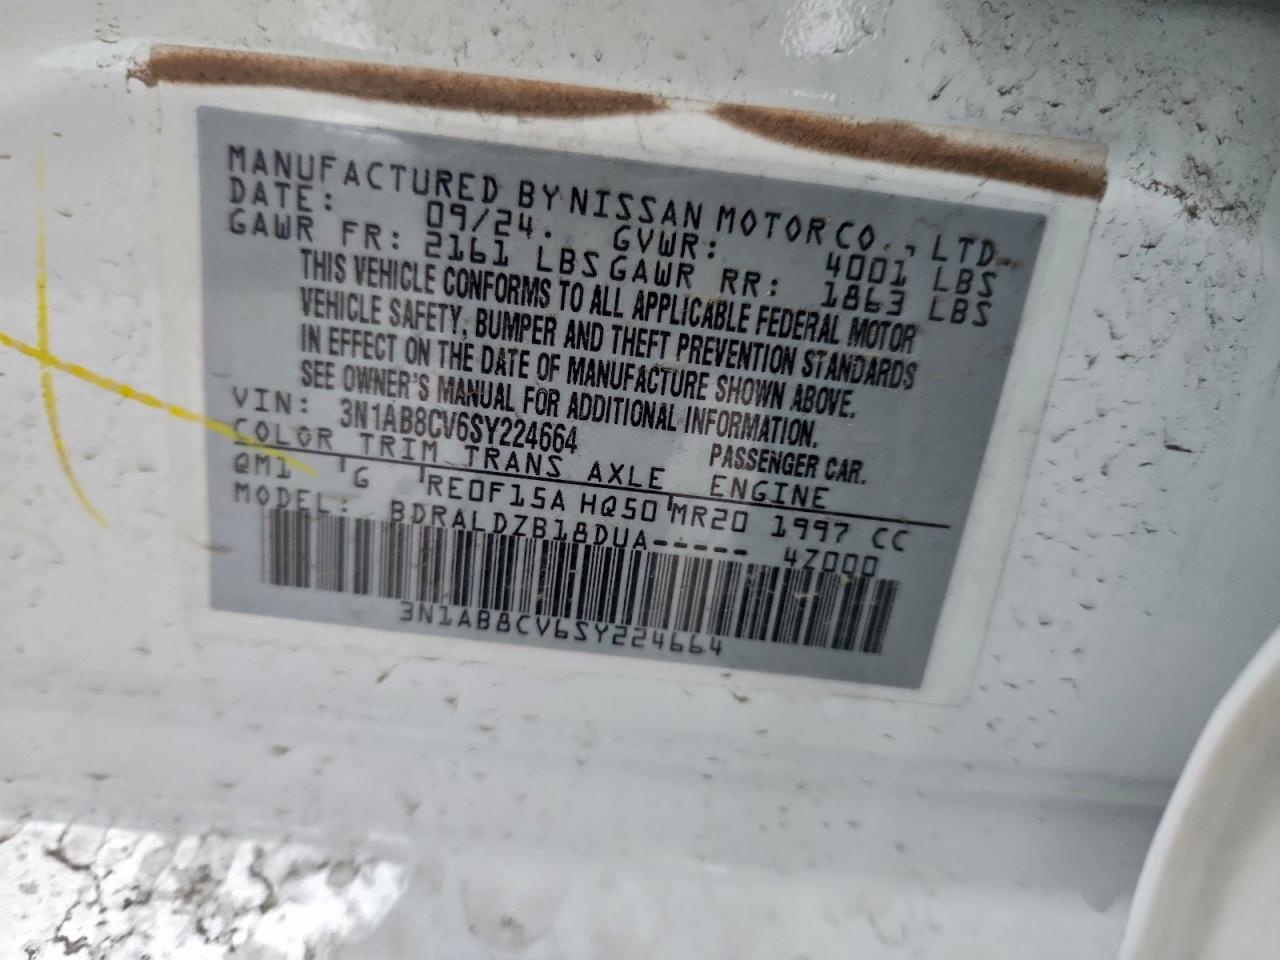 MANUFACTURED BY NISSAN MOTOR CO., LTD.
DATE: 09/24. GVWR: 4001 LBS
GAWR FR: 2161 LBS GAWR RR: 1863 LBS
THIS VEHICLE CONFORMS TO ALL APPLICABLE FEDERAL MOTOR
VEHICLE SAFETY, BUMPER AND THEFT PREVENTION STANDARDS
IN EFFECT ON THE DATE OF MANUFACTURE SHOWN ABOVE.
SEE OWNER'S MANUAL FOR ADDITIONAL INFORMATION.
VIN: 3N1AB8CV6SY224664 PASSENGER CAR.
COLOR TRIM TRANS AXLE ENGINE
QM1 G RE0F15A HQ50 MR20 1997 CC
MODEL: BDRALDZB18DUA----- 4Z000
3N1AB8CV6SY224664